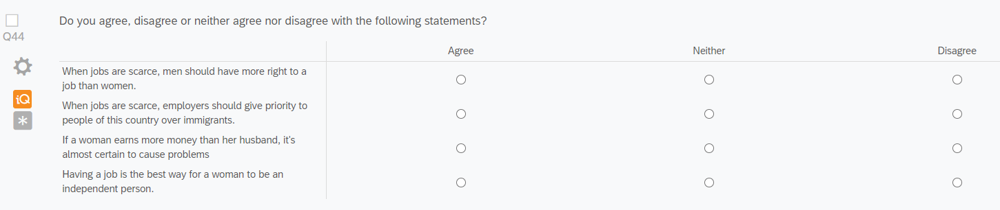 Do you agree, disagree or neither agree nor disagree with the following statements?
Q44
Agree Neither Disagree
When jobs are scarce, men should have more right to a
job than women.
iQ
When jobs are scarce, employers should give priority to
people of this country over immigrants.
*
If a woman earns more money than her husband, it's
almost certain to cause problems
Having a job is the best way for a woman to be an
independent person.